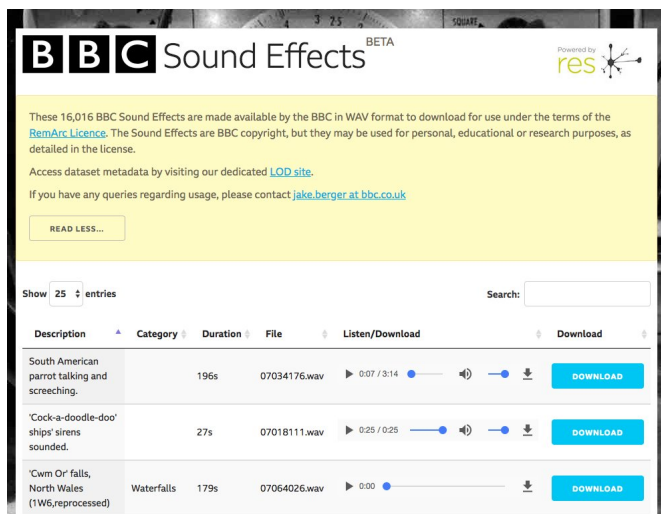 4 3 25
SQUARE
BBC Sound Effects BETA
Powered by
res
These 16,016 BBC Sound Effects are made available by the BBC in WAV format to download for use under the terms of the
RemArc Licence. The Sound Effects are BBC copyright, but they may be used for personal, educational or research purposes, as
detailed in the license.
Access dataset metadata by visiting our dedicated LOD site.
If you have any queries regarding usage, please contact jake.berger at bbc.co.uk
READ LESS...
Show 25 entries
Search:
Description Category Duration File Listen/Download Download
South American
parrot talking and
screeching.
196s 07034176.wav 0:07 / 3:14 DOWNLOAD
'Cock-a-doodle-doo'
ships' sirens
sounded.
27s 07018111.wav 0:25 / 0:25 DOWNLOAD
'Cwm Or' falls,
North Wales
(1W6,reprocessed)
Waterfalls 179s 07064026.wav 0:00 DOWNLOAD